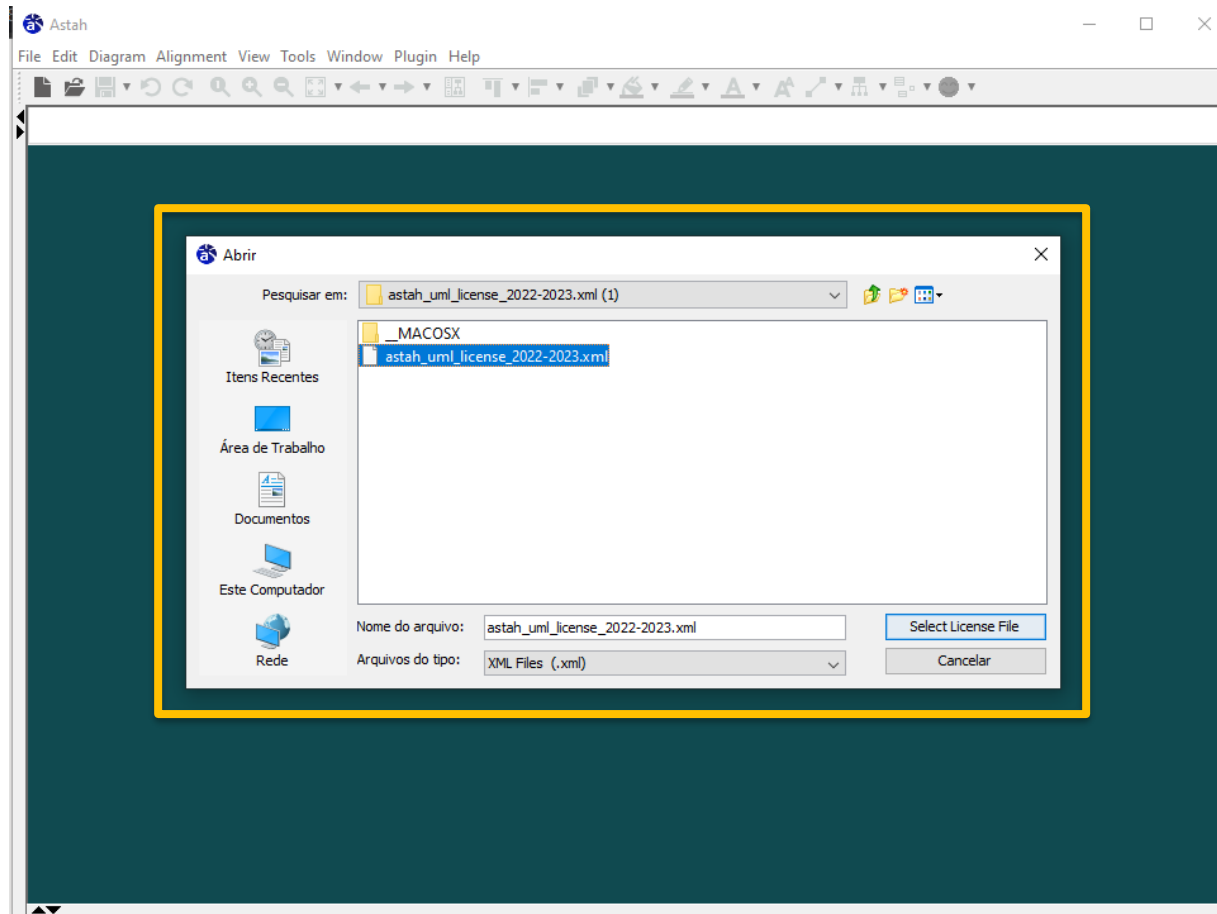 Astah
File Edit Diagram Alignment View Tools Window Plugin Help
Abrir
Pesquisar em: astah_uml_license_2022-2023.xml (1)
__MACOSX
astah_uml_license_2022-2023.xml
Itens Recentes
Área de Trabalho
Documentos
Este Computador
Rede
Nome do arquivo: astah_uml_license_2022-2023.xml Select License File
Arquivos do tipo: XML Files (.xml) Cancelar